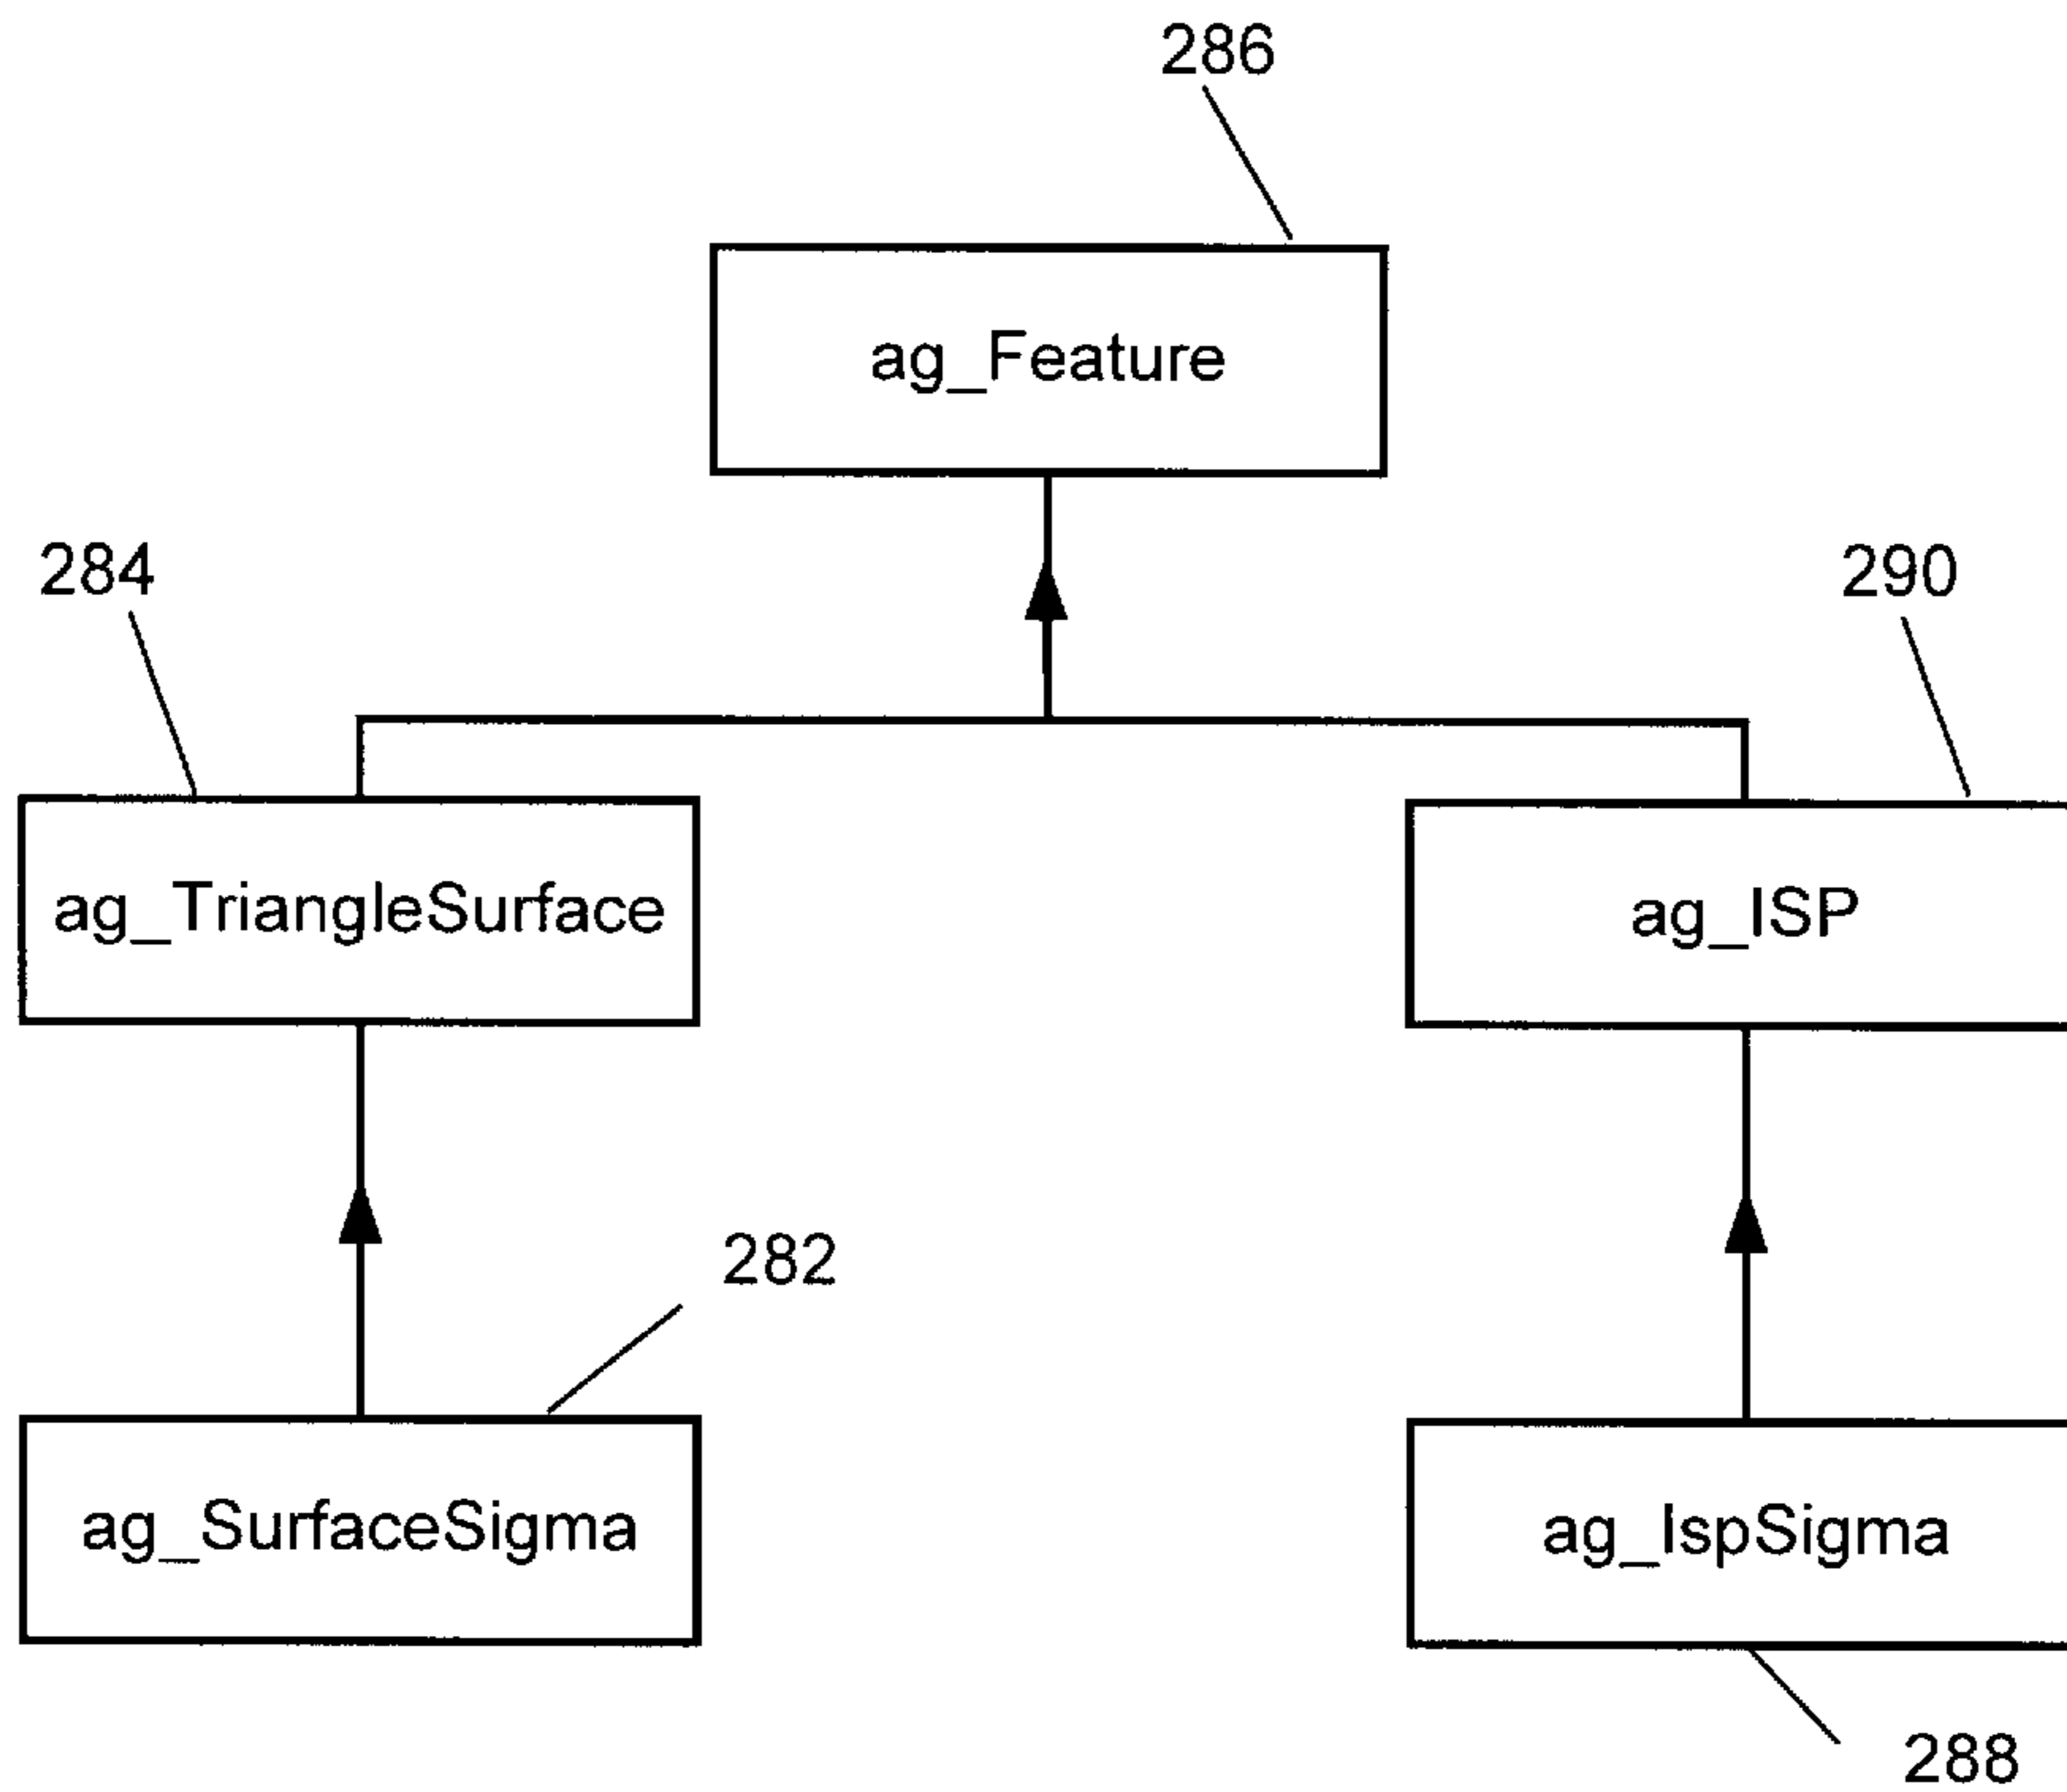 286
ag_Feature
284
290
ag_TriangleSurface
ag_ISP
282
ag_SurfaceSigma
ag_IspSigma
288